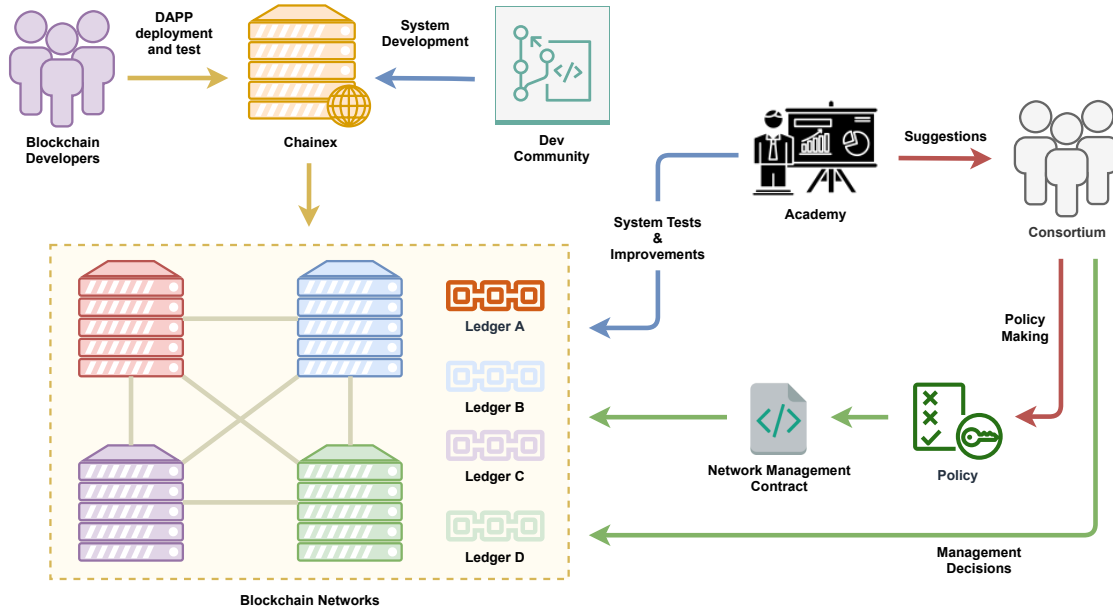 DAPP
deployment
and test
System
Development
Blockchain
Developers
Chainex
Dev
Community
Suggestions
Academy
Consortium
System Tests
&
Improvements
Ledger A
Policy
Making
Ledger B
Ledger C
Network Management
Contract
Policy
Ledger D
Management
Decisions
Blockchain Networks